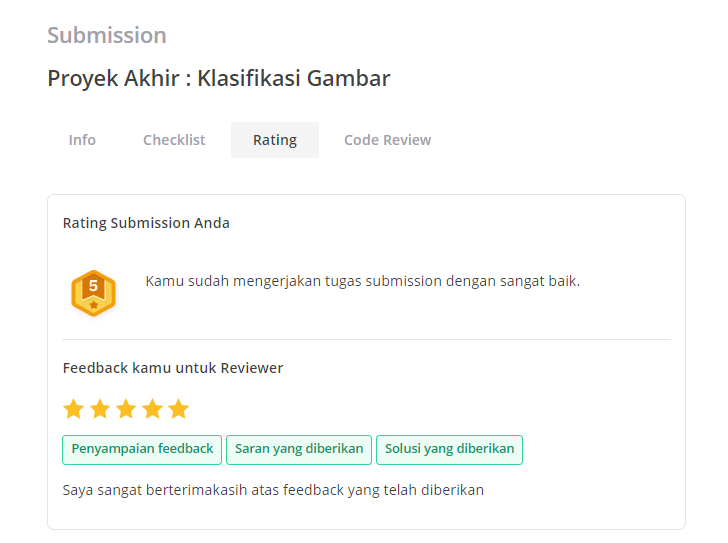 Submission
Proyek Akhir : Klasifikasi Gambar
Info Checklist Rating Code Review
Rating Submission Anda
5
Kamu sudah mengerjakan tugas submission dengan sangat baik.
Feedback kamu untuk Reviewer
Penyampaian feedback Saran yang diberikan Solusi yang diberikan
Saya sangat berterimakasih atas feedback yang telah diberikan